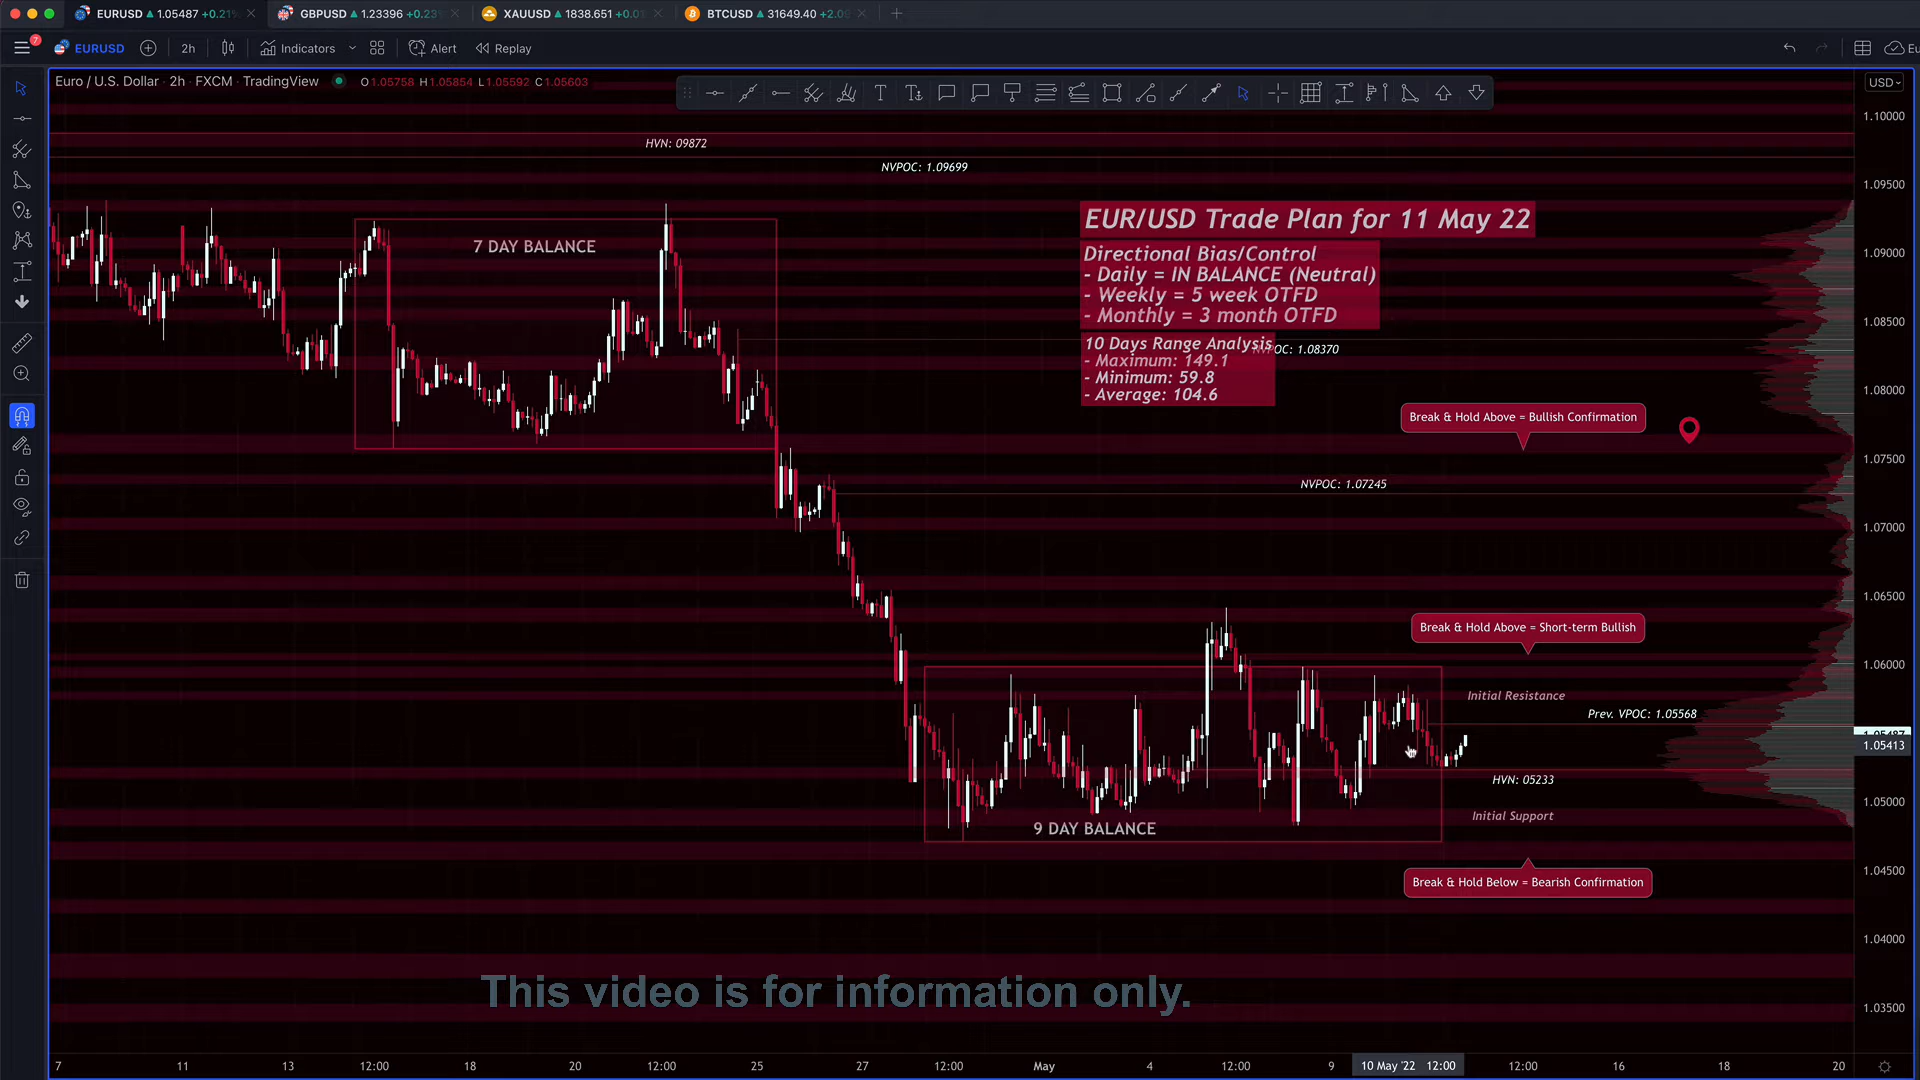 EURUSD ▲ 1.05487 +0.21%
GBPUSD ▲ 1.23396 +0.23
XAUUSD ▲ 1838.651 +0.0
BTCUSD ▲ 31649.40 +2.0
7
EURUSD
2h
Indicators
Alert
Replay
Eu
Euro / U.S. Dollar · 2h · FXCM · TradingView
O1.05758 H1.05854 L1.05592 C1.05603
USD
HVN: 09872
NVPOC: 1.09699
7 DAY BALANCE
EUR/USD Trade Plan for 11 May 22
Directional Bias/Control
- Daily = IN BALANCE (Neutral)
- Weekly = 5 week OTFD
- Monthly = 3 month OTFD
10 Days Range Analysis
- Maximum: 149.1
- Minimum: 59.8
- Average: 104.6
POC: 1.08370
Break & Hold Above = Bullish Confirmation
NVPOC: 1.07245
Break & Hold Above = Short-term Bullish
Initial Resistance
Prev. VPOC: 1.05568
HVN: 05233
Initial Support
9 DAY BALANCE
Break & Hold Below = Bearish Confirmation
This video is for information only.
1.10000
1.09500
1.09000
1.08500
1.08000
1.07500
1.07000
1.06500
1.06000
1.05487
1.05413
1.05000
1.04500
1.04000
1.03500
7 11 13 12:00 18 20 12:00 25 27 12:00 May 4 12:00 9 10 May '22 12:00 12:00 16 18 20